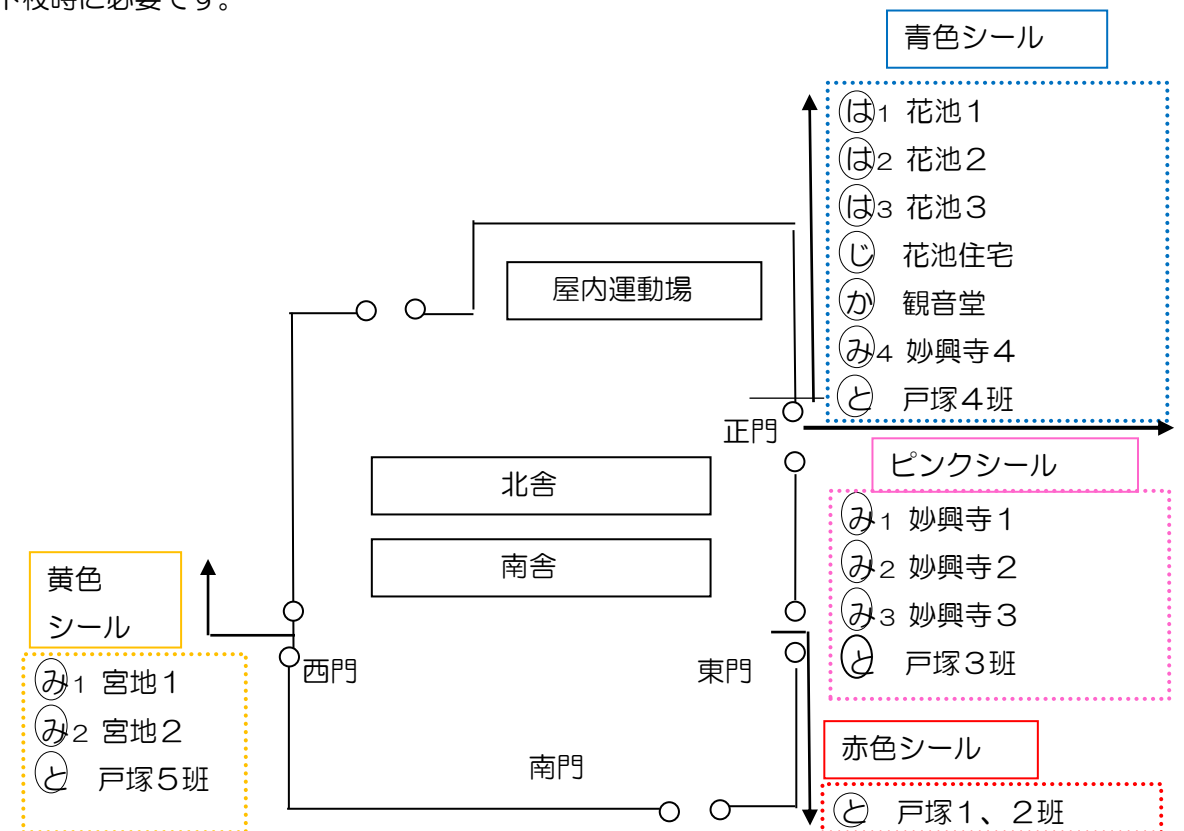 下校時に必要です。
青色シール
は1 花池1
は2 花池2
は3 花池3
じ 花池住宅
か 観音堂
み4 妙興寺4
と 戸塚4班
屋内運動場
正門
ピンクシール
み1 妙興寺1
み2 妙興寺2
み3 妙興寺3
と 戸塚3班
北舎
南舎
黄色
シール
み1 宮地1
み2 宮地2
と 戸塚5班
西門
東門
南門
赤色シール
と 戸塚1、2班